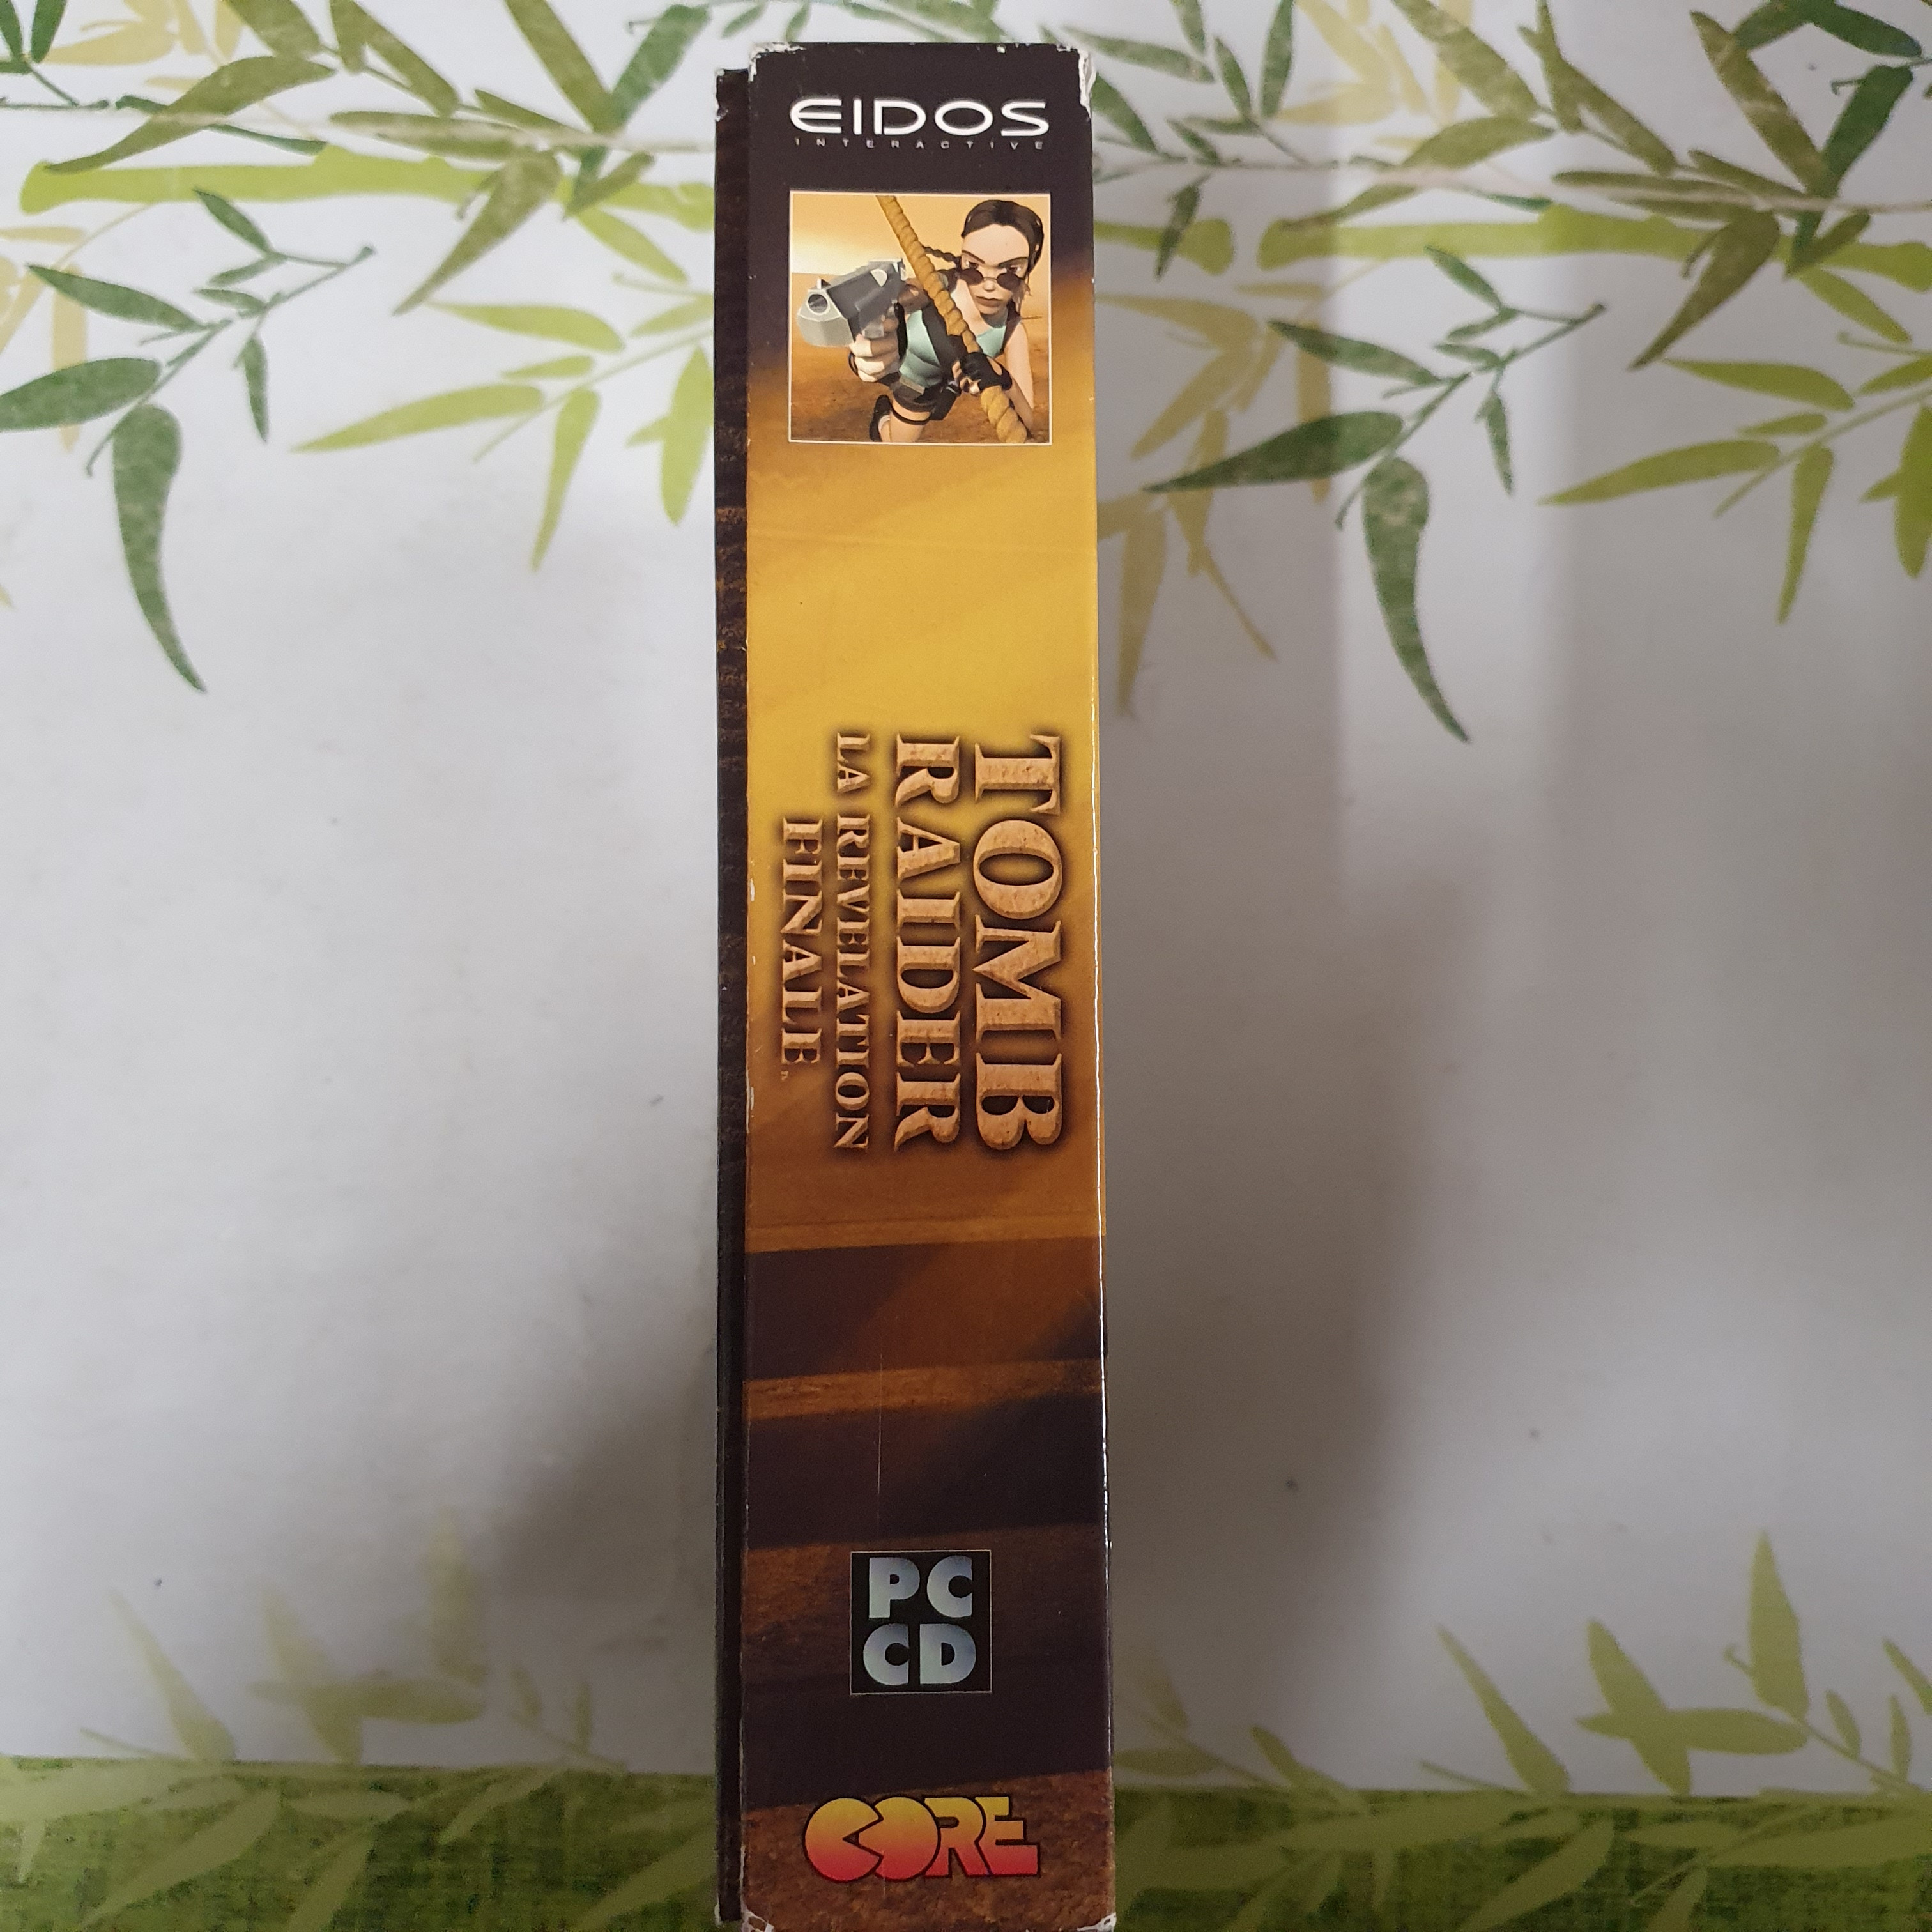 EIDOS
INTERACTIVE
TOMB
RAIDER
LA REVELATION
FINALE
PC
CD
CORE